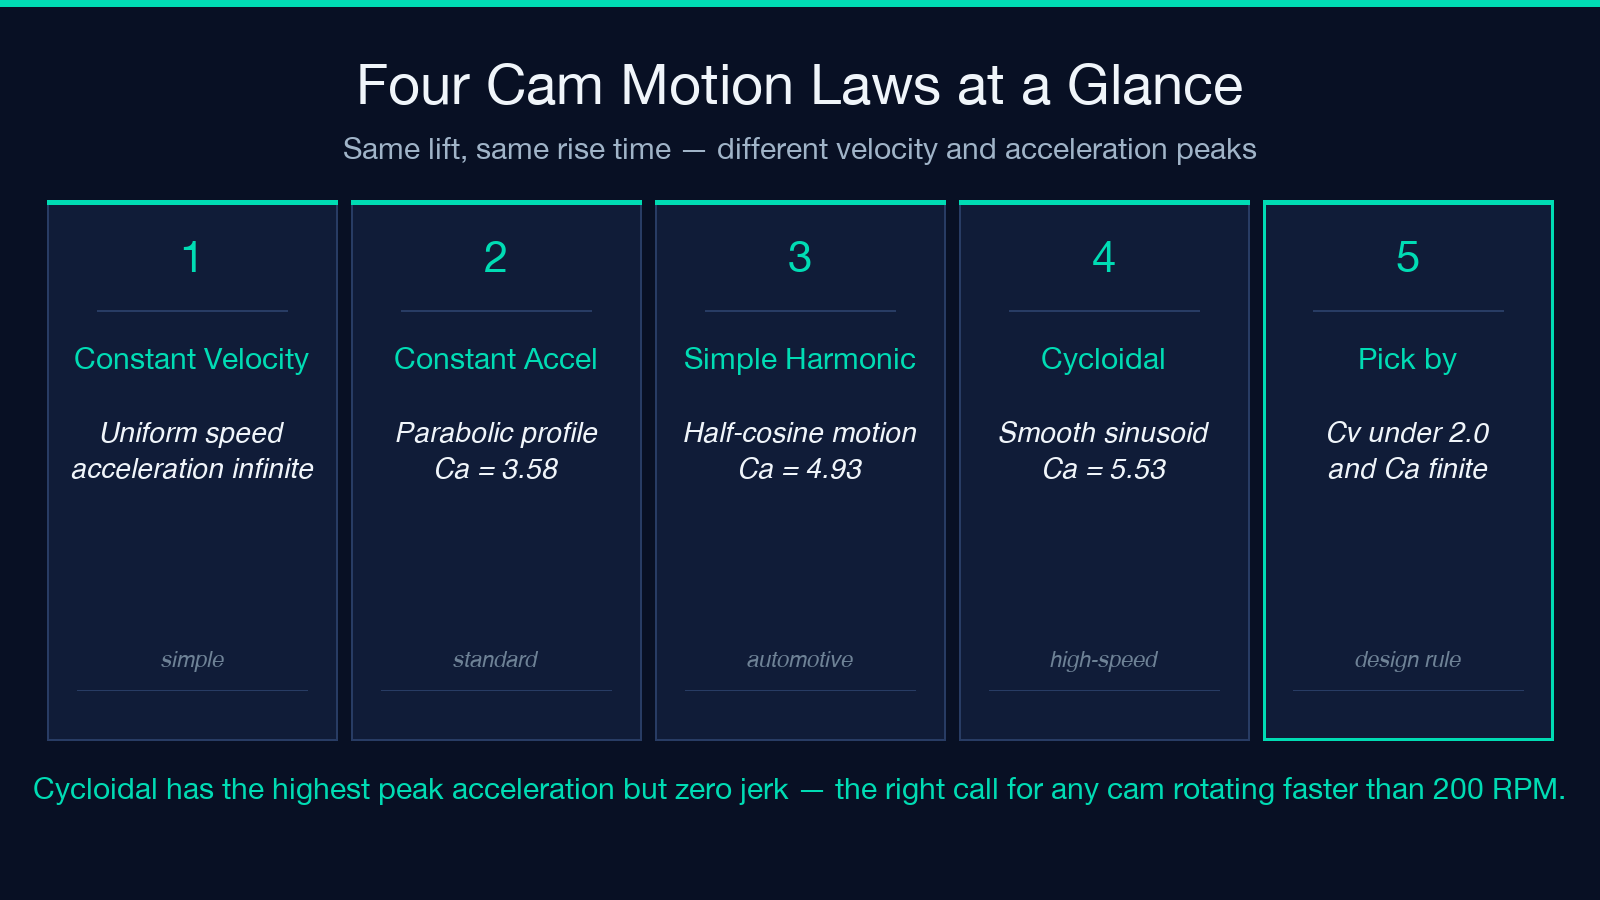 Four Cam Motion Laws at a Glance
Same lift, same rise time — different velocity and acceleration peaks
1
Constant Velocity
Uniform speed
acceleration infinite
simple
2
Constant Accel
Parabolic profile
Ca = 3.58
standard
3
Simple Harmonic
Half-cosine motion
Ca = 4.93
automotive
4
Cycloidal
Smooth sinusoid
Ca = 5.53
high-speed
5
Pick by
Cv under 2.0
and Ca finite
design rule
Cycloidal has the highest peak acceleration but zero jerk — the right call for any cam rotating faster than 200 RPM.